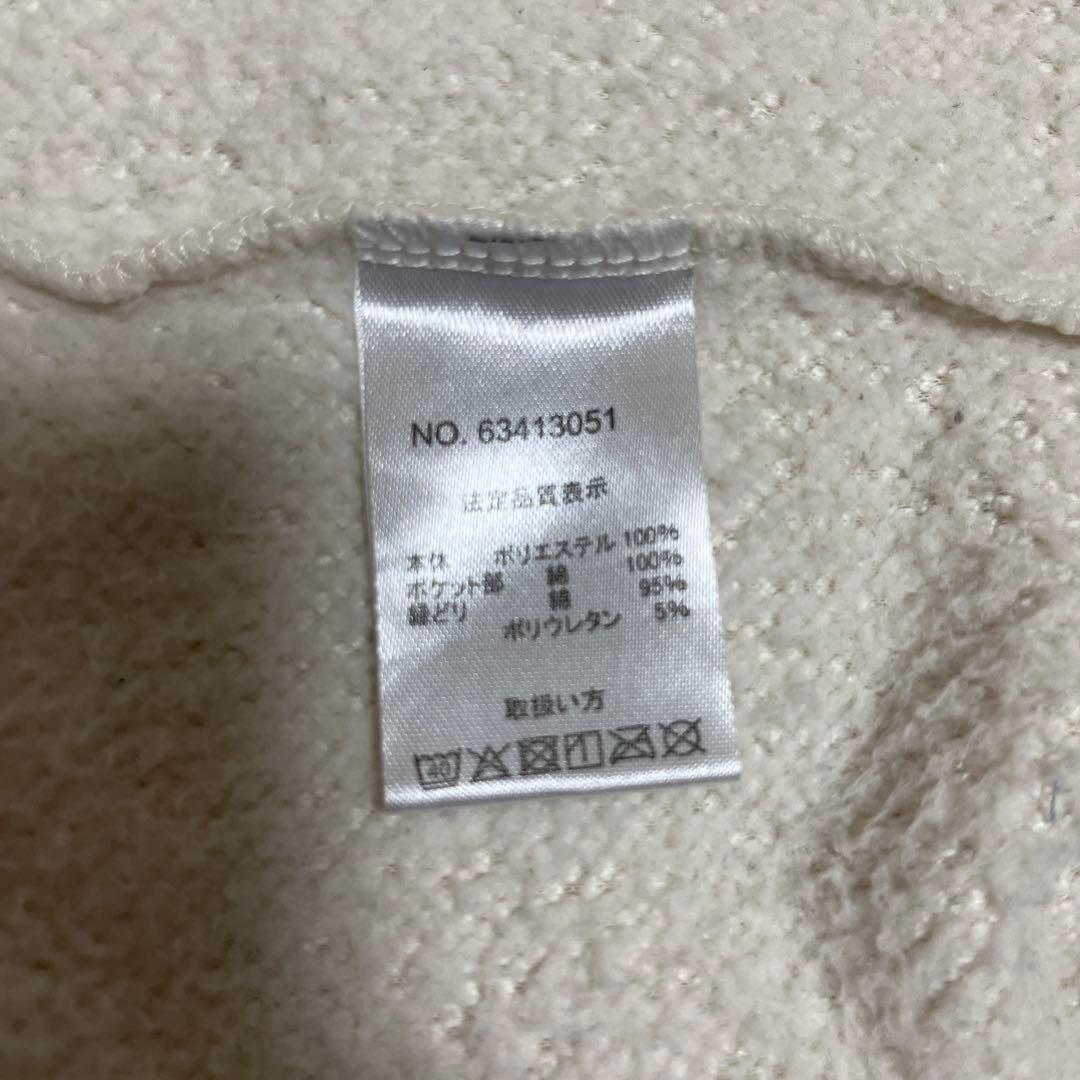 NO. 63413051
法定品質表示
本体 ポリエステル 100%
ポケット部 綿 100%
縁どり 綿 95%
ポリウレタン 5%
取扱い方
40 1